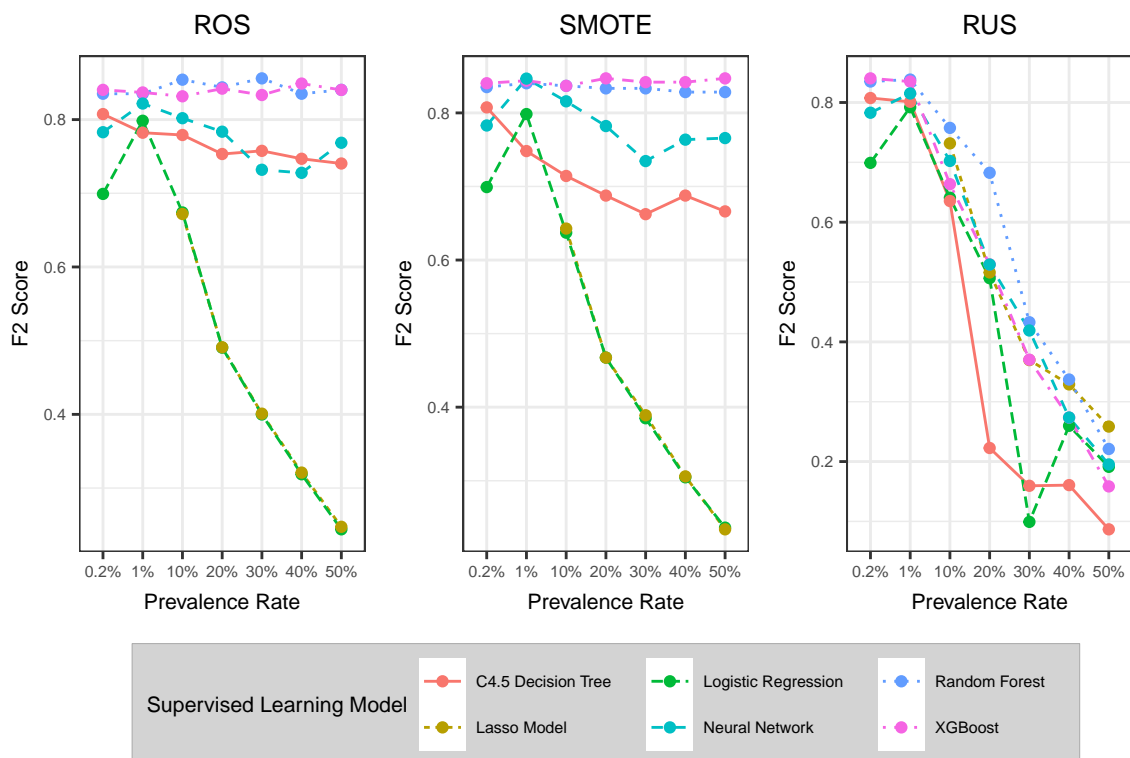 ROS
SMOTE
RUS
F2 Score
0.8
0.6
0.4
0.2% 1% 10% 20% 30% 40% 50%
Prevalence Rate
F2 Score
0.8
0.6
0.4
0.2% 1% 10% 20% 30% 40% 50%
Prevalence Rate
F2 Score
0.8
0.6
0.4
0.2
0.2% 1% 10% 20% 30% 40% 50%
Prevalence Rate
Supervised Learning Model
C4.5 Decision Tree
Lasso Model
Logistic Regression
Neural Network
Random Forest
XGBoost